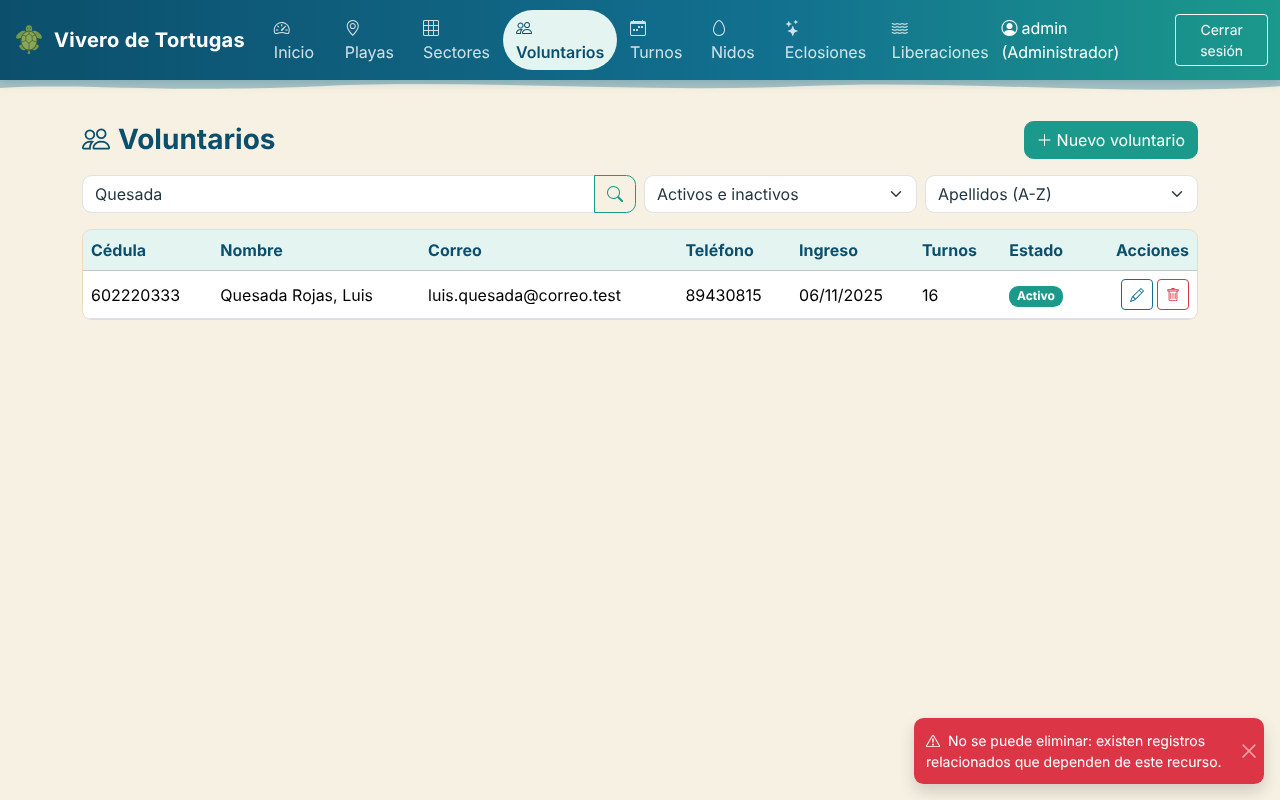 Vivero de Tortugas
Inicio
Playas
Sectores
Voluntarios
Turnos
Nidos
Eclosiones
Liberaciones
admin
(Administrador)
Cerrar
sesión
Voluntarios
Nuevo voluntario
Quesada
Activos e inactivos
Apellidos (A-Z)
Cédula Nombre Correo Teléfono Ingreso Turnos Estado Acciones
602220333 Quesada Rojas, Luis luis.quesada@correo.test 89430815 06/11/2025 16 Activo
No se puede eliminar: existen registros
relacionados que dependen de este recurso.